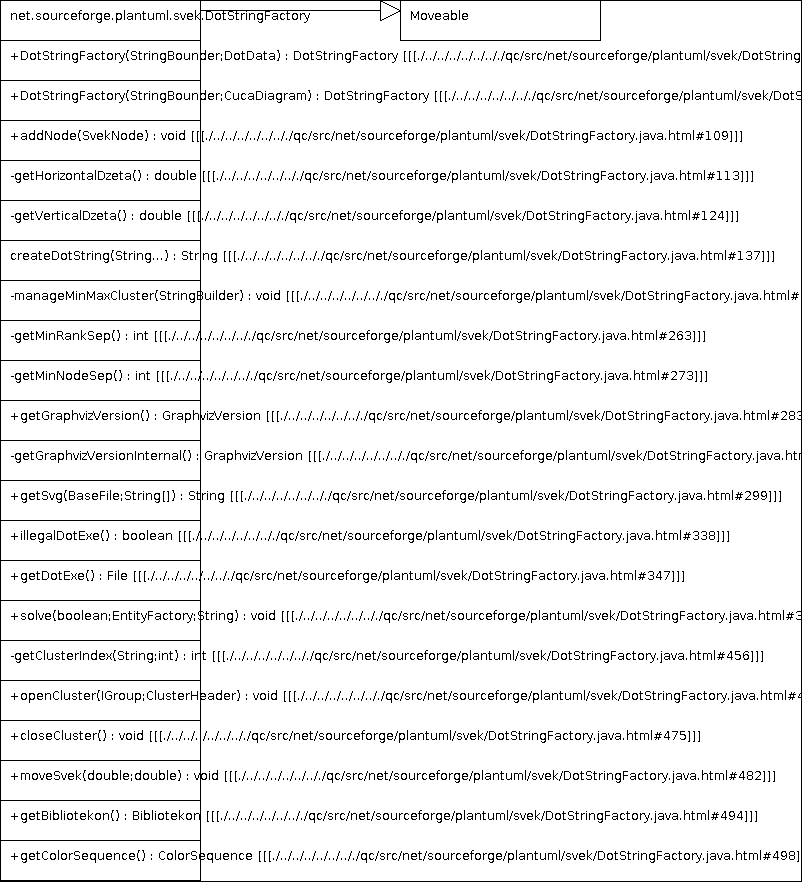 net.sourceforge.plantuml.svek.DotStringFactory
Moveable
+DotStringFactory(StringBounder;DotData) : DotStringFactory [[[./../../../../../../qc/src/net/sourceforge/plantuml/svek/DotString
+DotStringFactory(StringBounder;CucaDiagram) : DotStringFactory [[[./../../../../../../qc/src/net/sourceforge/plantuml/svek/DotS
+addNode(SvekNode) : void [[[./../../../../../../qc/src/net/sourceforge/plantuml/svek/DotStringFactory.java.html#109]]]
-getHorizontalDzeta() : double [[[./../../../../../../qc/src/net/sourceforge/plantuml/svek/DotStringFactory.java.html#113]]]
-getVerticalDzeta() : double [[[./../../../../../../qc/src/net/sourceforge/plantuml/svek/DotStringFactory.java.html#124]]]
createDotString(String...) : String [[[./../../../../../../qc/src/net/sourceforge/plantuml/svek/DotStringFactory.java.html#137]]]
-manageMinMaxCluster(StringBuilder) : void [[[./../../../../../../qc/src/net/sourceforge/plantuml/svek/DotStringFactory.java.html#
-getMinRankSep() : int [[[./../../../../../../qc/src/net/sourceforge/plantuml/svek/DotStringFactory.java.html#263]]]
-getMinNodeSep() : int [[[./../../../../../../qc/src/net/sourceforge/plantuml/svek/DotStringFactory.java.html#273]]]
+getGraphvizVersion() : GraphvizVersion [[[./../../../../../../qc/src/net/sourceforge/plantuml/svek/DotStringFactory.java.html#283
-getGraphvizVersionInternal() : GraphvizVersion [[[./../../../../../../qc/src/net/sourceforge/plantuml/svek/DotStringFactory.java.htm
+getSvg(BaseFile;String[]) : String [[[./../../../../../../qc/src/net/sourceforge/plantuml/svek/DotStringFactory.java.html#299]]]
+illegalDotExe() : boolean [[[./../../../../../../qc/src/net/sourceforge/plantuml/svek/DotStringFactory.java.html#338]]]
+getDotExe() : File [[[./../../../../../../qc/src/net/sourceforge/plantuml/svek/DotStringFactory.java.html#347]]]
+solve(boolean;EntityFactory;String) : void [[[./../../../../../../qc/src/net/sourceforge/plantuml/svek/DotStringFactory.java.html#3
-getClusterIndex(String;int) : int [[[./../../../../../../qc/src/net/sourceforge/plantuml/svek/DotStringFactory.java.html#456]]]
+openCluster(IGroup;ClusterHeader) : void [[[./../../../../../../qc/src/net/sourceforge/plantuml/svek/DotStringFactory.java.html#4
+closeCluster() : void [[[./../../../../../../qc/src/net/sourceforge/plantuml/svek/DotStringFactory.java.html#475]]]
+moveSvek(double;double) : void [[[./../../../../../../qc/src/net/sourceforge/plantuml/svek/DotStringFactory.java.html#482]]]
+getBibliotekon() : Bibliotekon [[[./../../../../../../qc/src/net/sourceforge/plantuml/svek/DotStringFactory.java.html#494]]]
+getColorSequence() : ColorSequence [[[./../../../../../../qc/src/net/sourceforge/plantuml/svek/DotStringFactory.java.html#498]